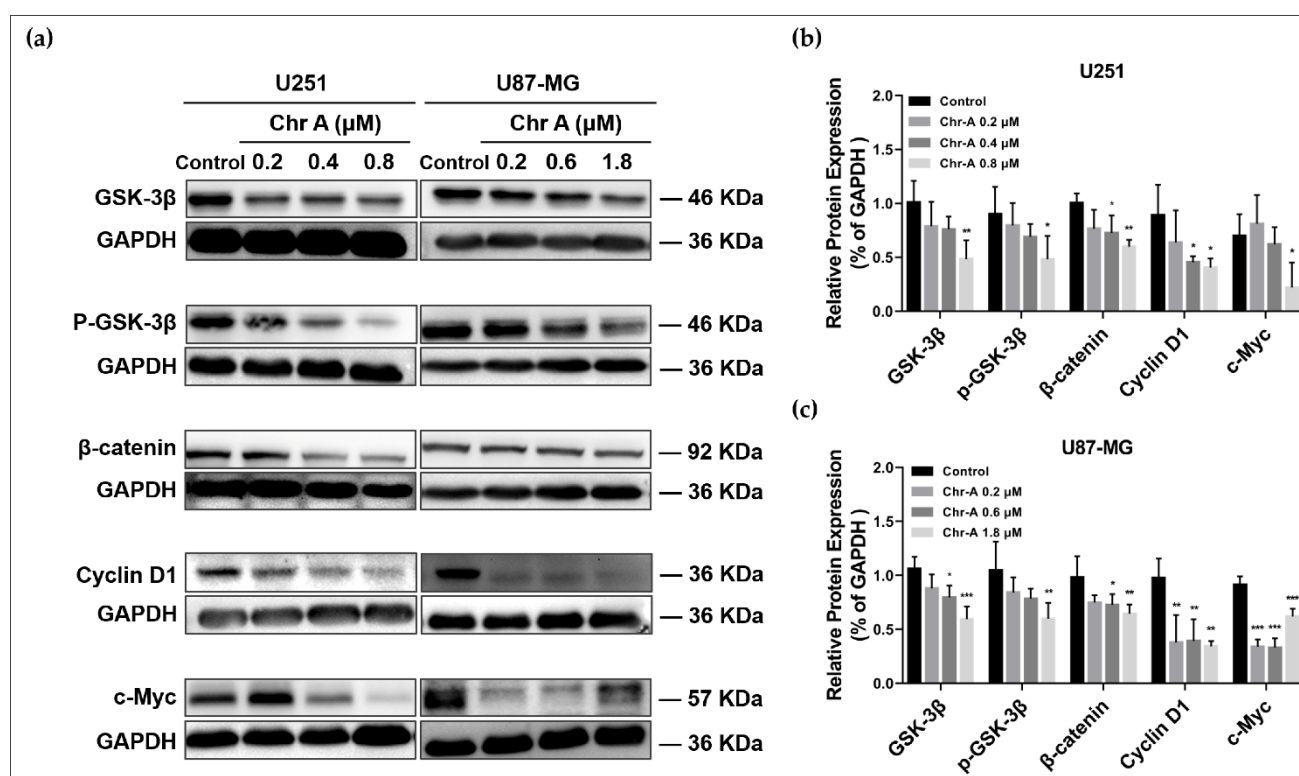 (a)
U251 U87-MG
Chr A (μM) Chr A (μM)
Control 0.2 0.4 0.8 Control 0.2 0.6 1.8
GSK-3β — 46 KDa
GAPDH — 36 KDa
P-GSK-3β — 46 KDa
GAPDH — 36 KDa
β-catenin — 92 KDa
GAPDH — 36 KDa
Cyclin D1 — 36 KDa
GAPDH — 36 KDa
c-Myc — 57 KDa
GAPDH — 36 KDa
(b)
U251
Relative Protein Expression
(% of GAPDH)
2.0
1.5
1.0
0.5
0.0
Control
Chr-A 0.2 μM
Chr-A 0.4 μM
Chr-A 0.8 μM
** * * ** * * *
GSK-3β p-GSK-3β β-catenin Cyclin D1 c-Myc
(c)
U87-MG
Relative Protein Expression
(% of GAPDH)
2.0
1.5
1.0
0.5
0.0
Control
Chr-A 0.2 μM
Chr-A 0.6 μM
Chr-A 1.8 μM
* *** ** * ** ** ** ** *** *** ***
GSK-3β p-GSK-3β β-catenin Cyclin D1 c-Myc